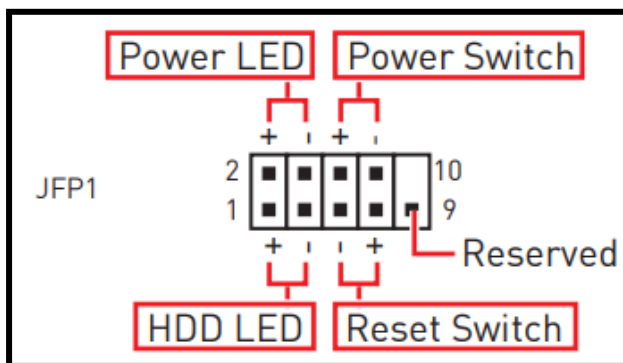 Power LED Power Switch
+ - + -
2 10
JFP1
1 9
+ - - +
Reserved
HDD LED Reset Switch